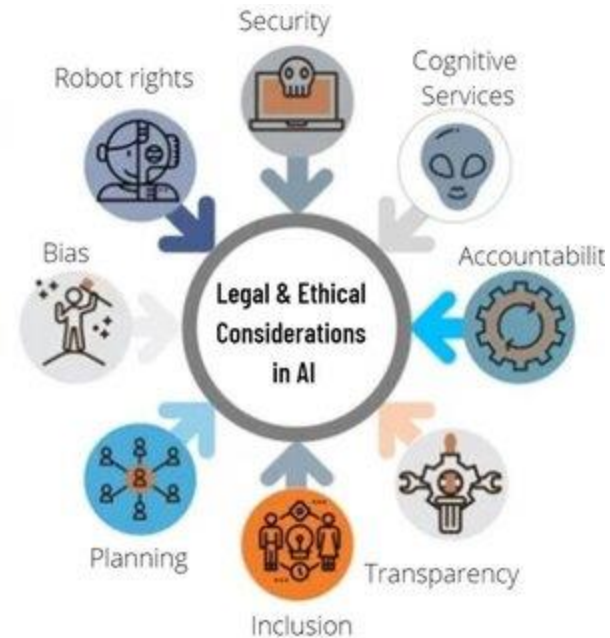 Security
Cognitive
Services
Robot rights
Bias
Accountabilit
Legal & Ethical
Considerations
in AI
Planning
Transparency
Inclusion